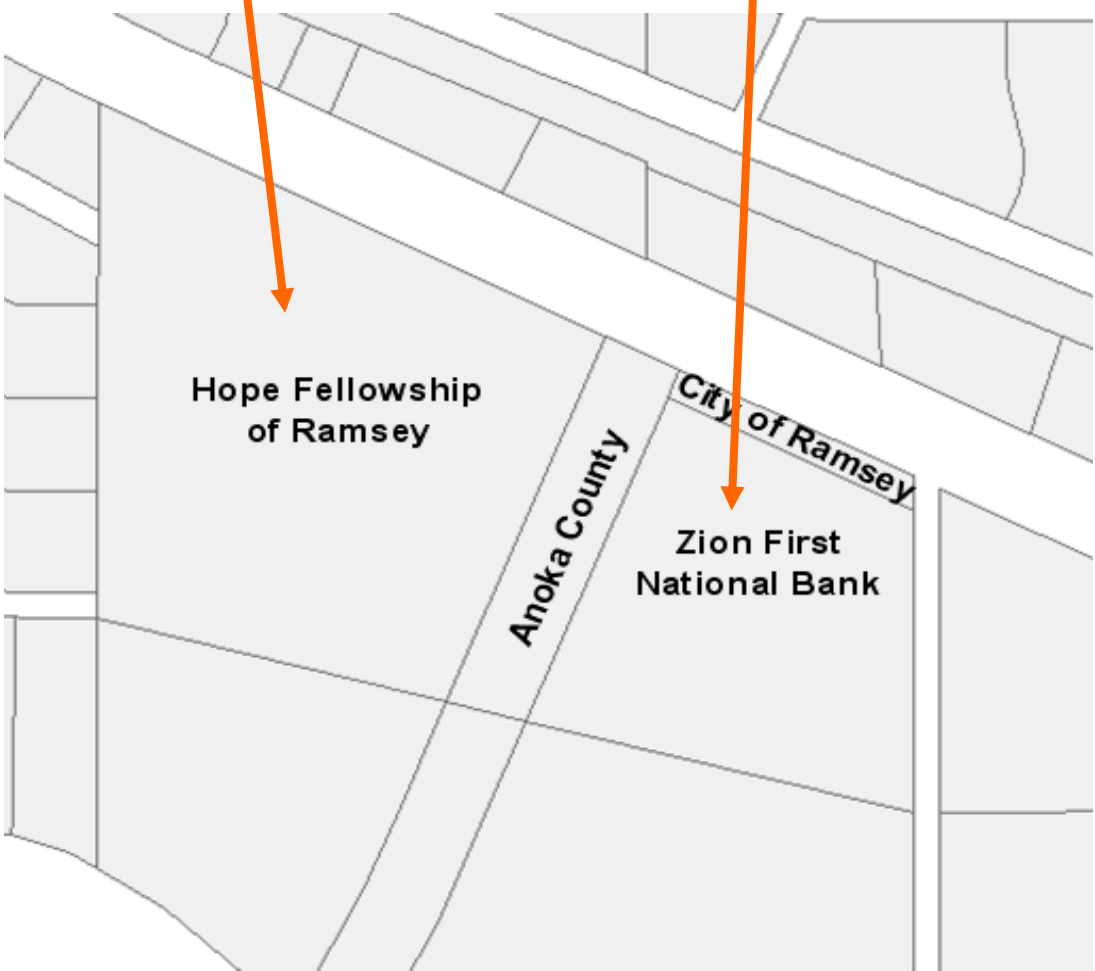 Hope Fellowship
of Ramsey
City of Ramsey
Anoka County
Zion First
National Bank